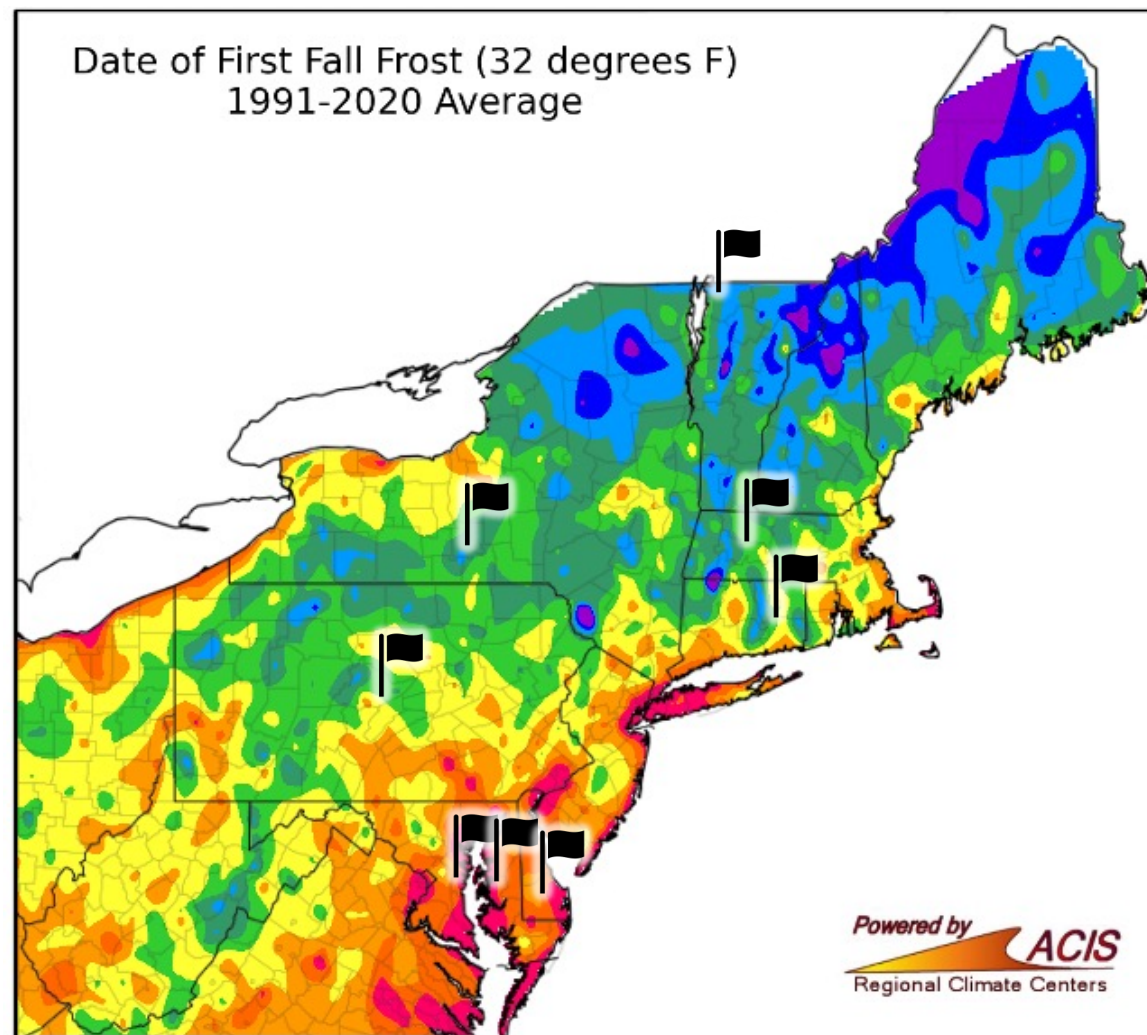 Date of First Fall Frost (32 degrees F)
1991-2020 Average
Powered by
ACIS
Regional Climate Centers